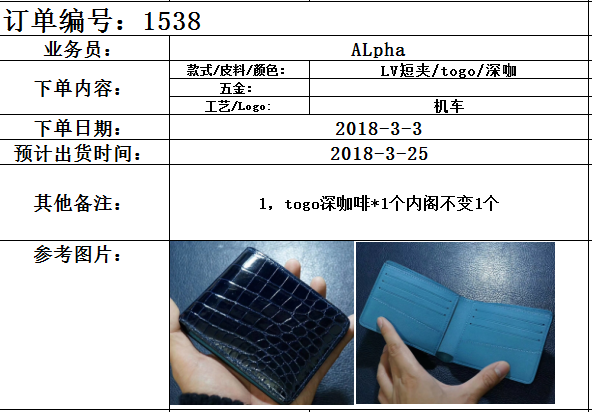 订单编号：1538
业务员： ALpha
下单内容： 款式/皮料/颜色： LV短夹/togo/深咖
五金：
工艺/Logo: 机车
下单日期： 2018-3-3
预计出货时间： 2018-3-25
其他备注： 1，togo深咖啡*1个内阁不变1个
参考图片：